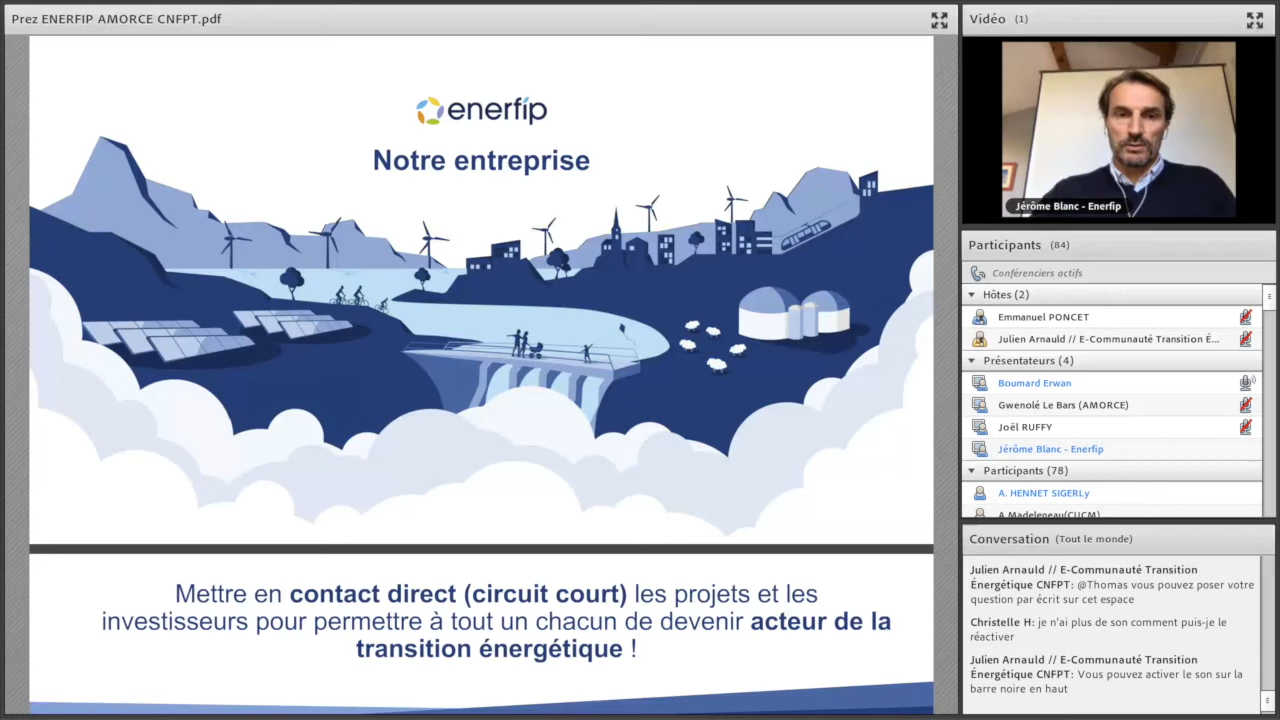 Prez ENERFIP AMORCE CNFPT.pdf
enerfip
Notre entreprise
Mettre en contact direct (circuit court) les projets et les
investisseurs pour permettre à tout un chacun de devenir acteur de la
transition énergétique !
Vidéo (1)
Jérôme Blanc - Enerfip
Participants (84)
Conférenciers actifs
Hôtes (2)
Emmanuel PONCET
Julien Arnauld // E-Communauté Transition É...
Présentateurs (4)
Boumard Erwan
Gwenolé Le Bars (AMORCE)
Joël RUFFY
Jérôme Blanc - Enerfip
Participants (78)
A. HENNET SIGERLy
A.Madeleneau(CUCM)
Conversation (Tout le monde)
Julien Arnauld // E-Communauté Transition
Énergétique CNFPT: @Thomas vous pouvez poser votre
question par écrit sur cet espace
Christelle H: je n'ai plus de son comment puis-je le
réactiver
Julien Arnauld // E-Communauté Transition
Énergétique CNFPT: Vous pouvez activer le son sur la
barre noire en haut